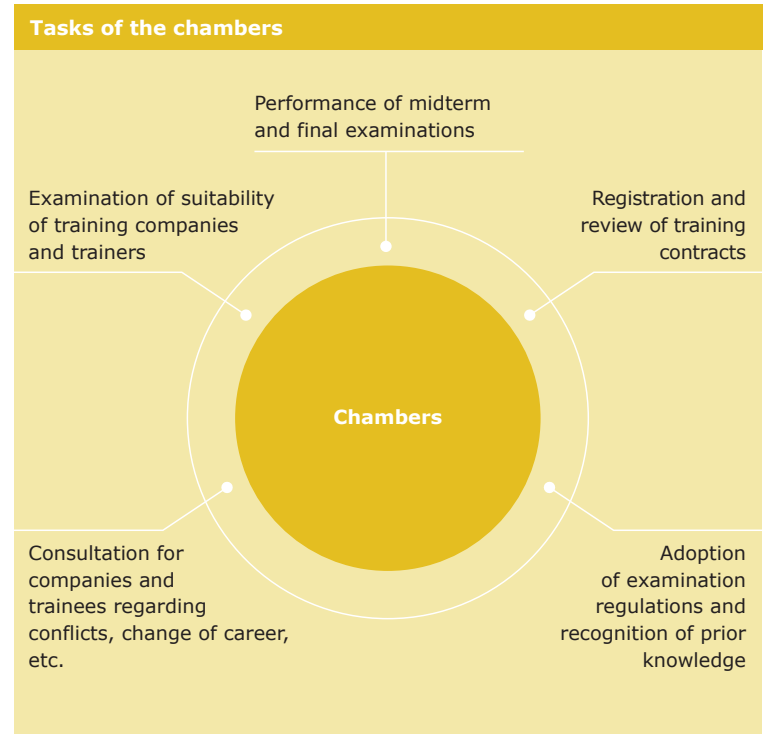 Tasks of the chambers
Performance of midterm
and final examinations
Examination of suitability
of training companies
and trainers
Registration and
review of training
contracts
Chambers
Consultation for
companies and
trainees regarding
conflicts, change of career,
etc.
Adoption
of examination
regulations and
recognition of prior
knowledge